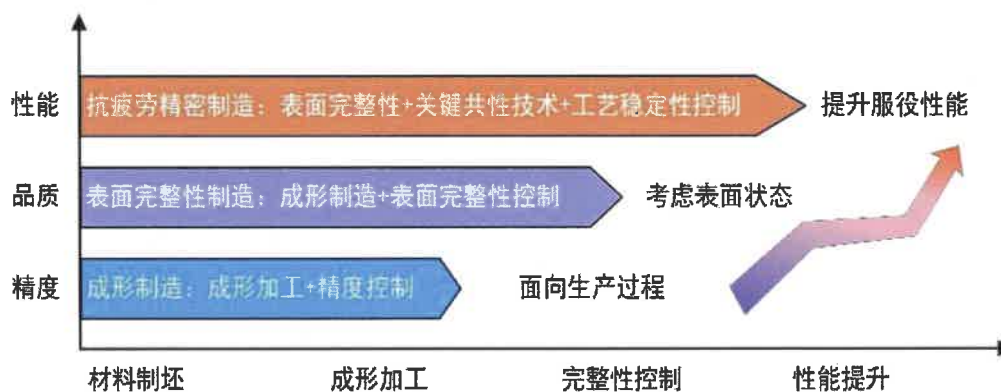 性能 抗疲劳精密制造：表面完整性+关键共性技术+工艺稳定性控制 提升服役性能
品质 表面完整性制造：成形制造+表面完整性控制 考虑表面状态
精度 成形制造：成形加工+精度控制 面向生产过程
材料制坯 成形加工 完整性控制 性能提升